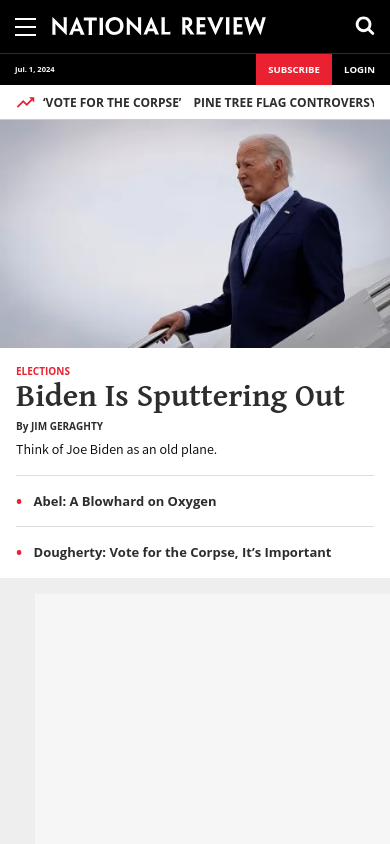 NATIONAL REVIEW
Jul. 1, 2024
SUBSCRIBE
LOGIN
‘VOTE FOR THE CORPSE’ PINE TREE FLAG CONTROVERSY
ELECTIONS
Biden Is Sputtering Out
By JIM GERAGHTY
Think of Joe Biden as an old plane.
• Abel: A Blowhard on Oxygen
• Dougherty: Vote for the Corpse, It’s Important